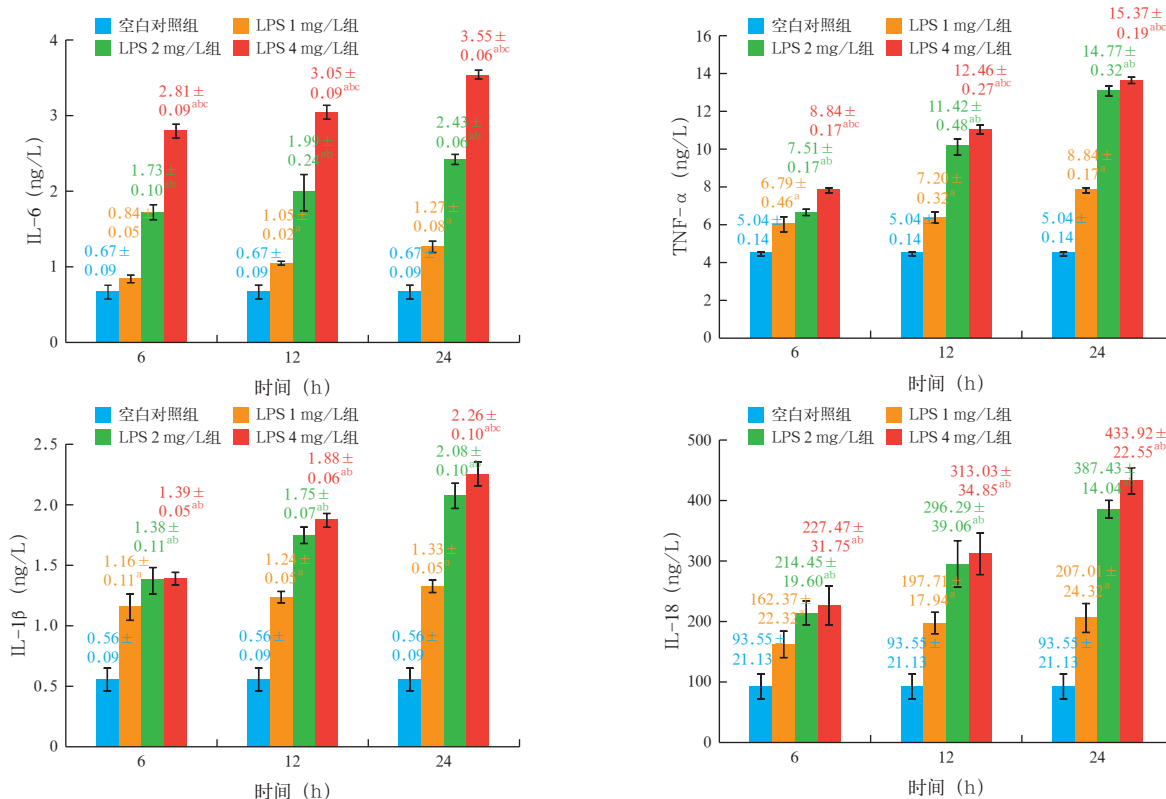 空白对照组 LPS 1 mg/L组
LPS 2 mg/L组 LPS 4 mg/L组
IL-6 (ng/L)
4
3
2
1
0
0.67±
0.09
0.84±
0.05
1.73±
0.10ab
2.81±
0.09abc
0.67±
0.09
1.05±
0.02a
1.99±
0.24ab
3.05±
0.09abc
0.67±
0.09
1.27±
0.08a
2.43±
0.06ab
3.55±
0.06abc
6 12 24
时间 (h)
空白对照组 LPS 1 mg/L组
LPS 2 mg/L组 LPS 4 mg/L组
TNF-α (ng/L)
16
14
12
10
8
6
4
2
0
5.04±
0.14
6.79±
0.46a
7.51±
0.17ab
8.84±
0.17abc
5.04±
0.14
7.20±
0.32a
11.42±
0.48ab
12.46±
0.27abc
5.04±
0.14
8.84±
0.17a
14.77±
0.32ab
15.37±
0.19abc
6 12 24
时间 (h)
空白对照组 LPS 1 mg/L组
LPS 2 mg/L组 LPS 4 mg/L组
IL-1β (ng/L)
2.5
2.0
1.5
1.0
0.5
0
0.56±
0.09
1.16±
0.11a
1.38±
0.11ab
1.39±
0.05ab
0.56±
0.09
1.24±
0.05a
1.75±
0.07ab
1.88±
0.06ab
0.56±
0.09
1.33±
0.05a
2.08±
0.10ab
2.26±
0.10abc
6 12 24
时间 (h)
空白对照组 LPS 1 mg/L组
LPS 2 mg/L组 LPS 4 mg/L组
IL-18 (ng/L)
500
400
300
200
100
0
93.55±
21.13
162.37±
22.32a
214.45±
19.60ab
227.47±
31.75ab
93.55±
21.13
197.71±
17.94a
296.29±
39.06ab
313.03±
34.85ab
93.55±
21.13
207.01±
24.32a
387.43±
14.04ab
433.92±
22.55ab
6 12 24
时间 (h)